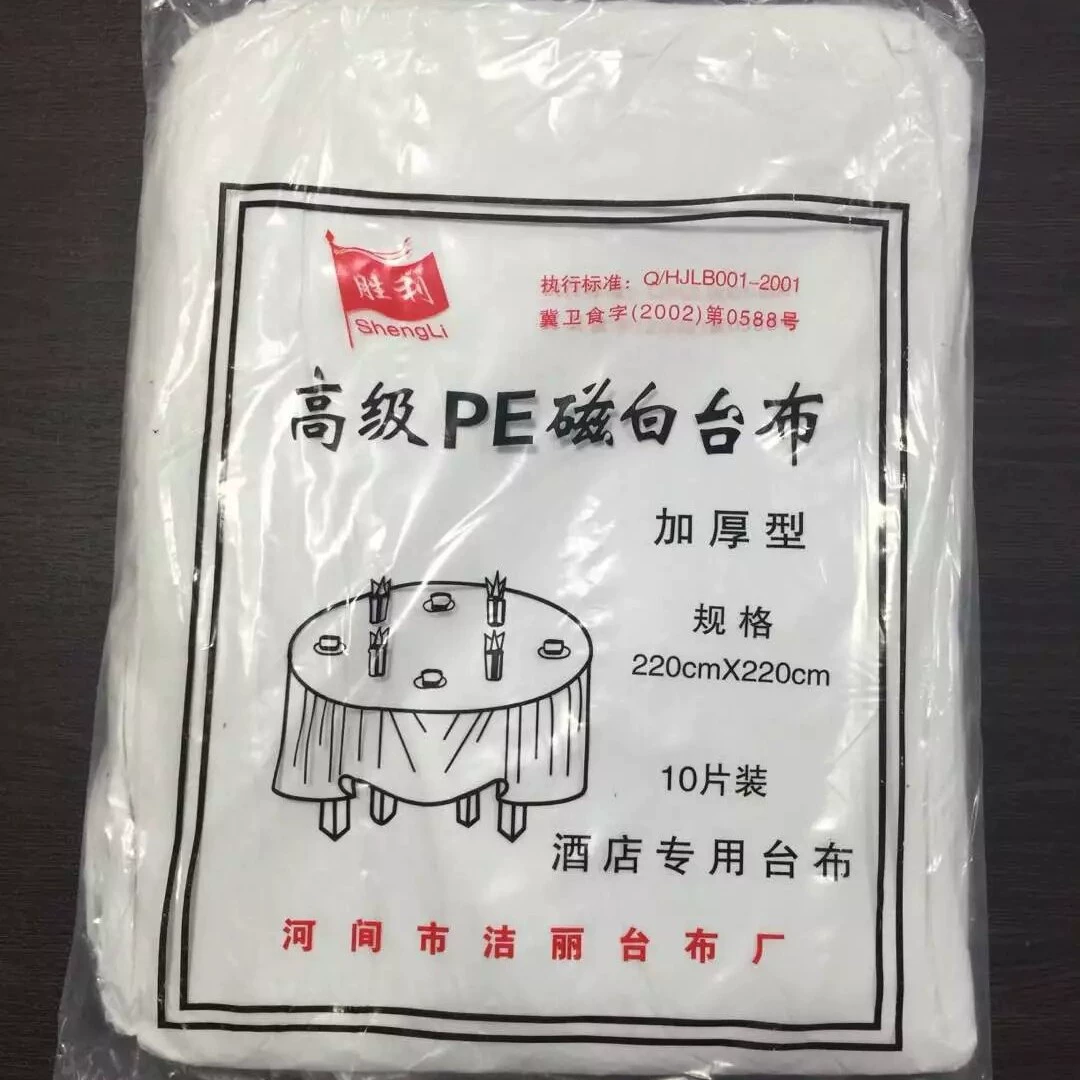 胜利
ShengLi
执行标准：Q/HJLB001-2001
冀卫食字(2002)第0588号
高级PE磁白台布
加厚型
规格
220cmX220cm
10片装
酒店专用台布
河间市洁丽台布厂